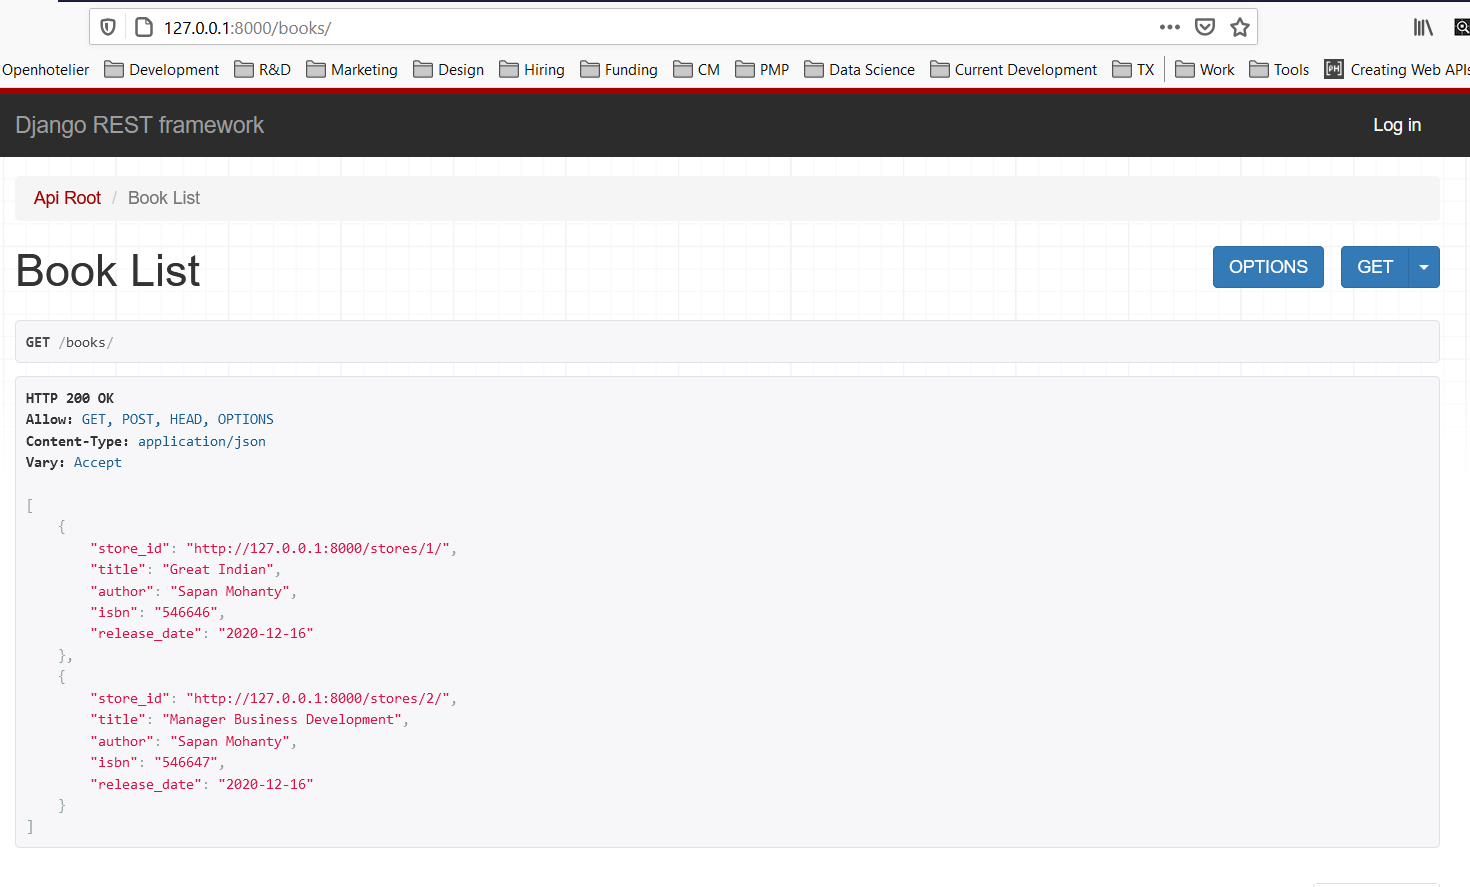 127.0.0.1:8000/books/
Openhotelier Development R&D Marketing Design Hiring Funding CM PMP Data Science Current Development TX Work Tools PH Creating Web APIs
Django REST framework Log in
Api Root / Book List
Book List OPTIONS GET
GET /books/
HTTP 200 OK
Allow: GET, POST, HEAD, OPTIONS
Content-Type: application/json
Vary: Accept
[
{
"store_id": "http://127.0.0.1:8000/stores/1/",
"title": "Great Indian",
"author": "Sapan Mohanty",
"isbn": "546646",
"release_date": "2020-12-16"
},
{
"store_id": "http://127.0.0.1:8000/stores/2/",
"title": "Manager Business Development",
"author": "Sapan Mohanty",
"isbn": "546647",
"release_date": "2020-12-16"
}
]